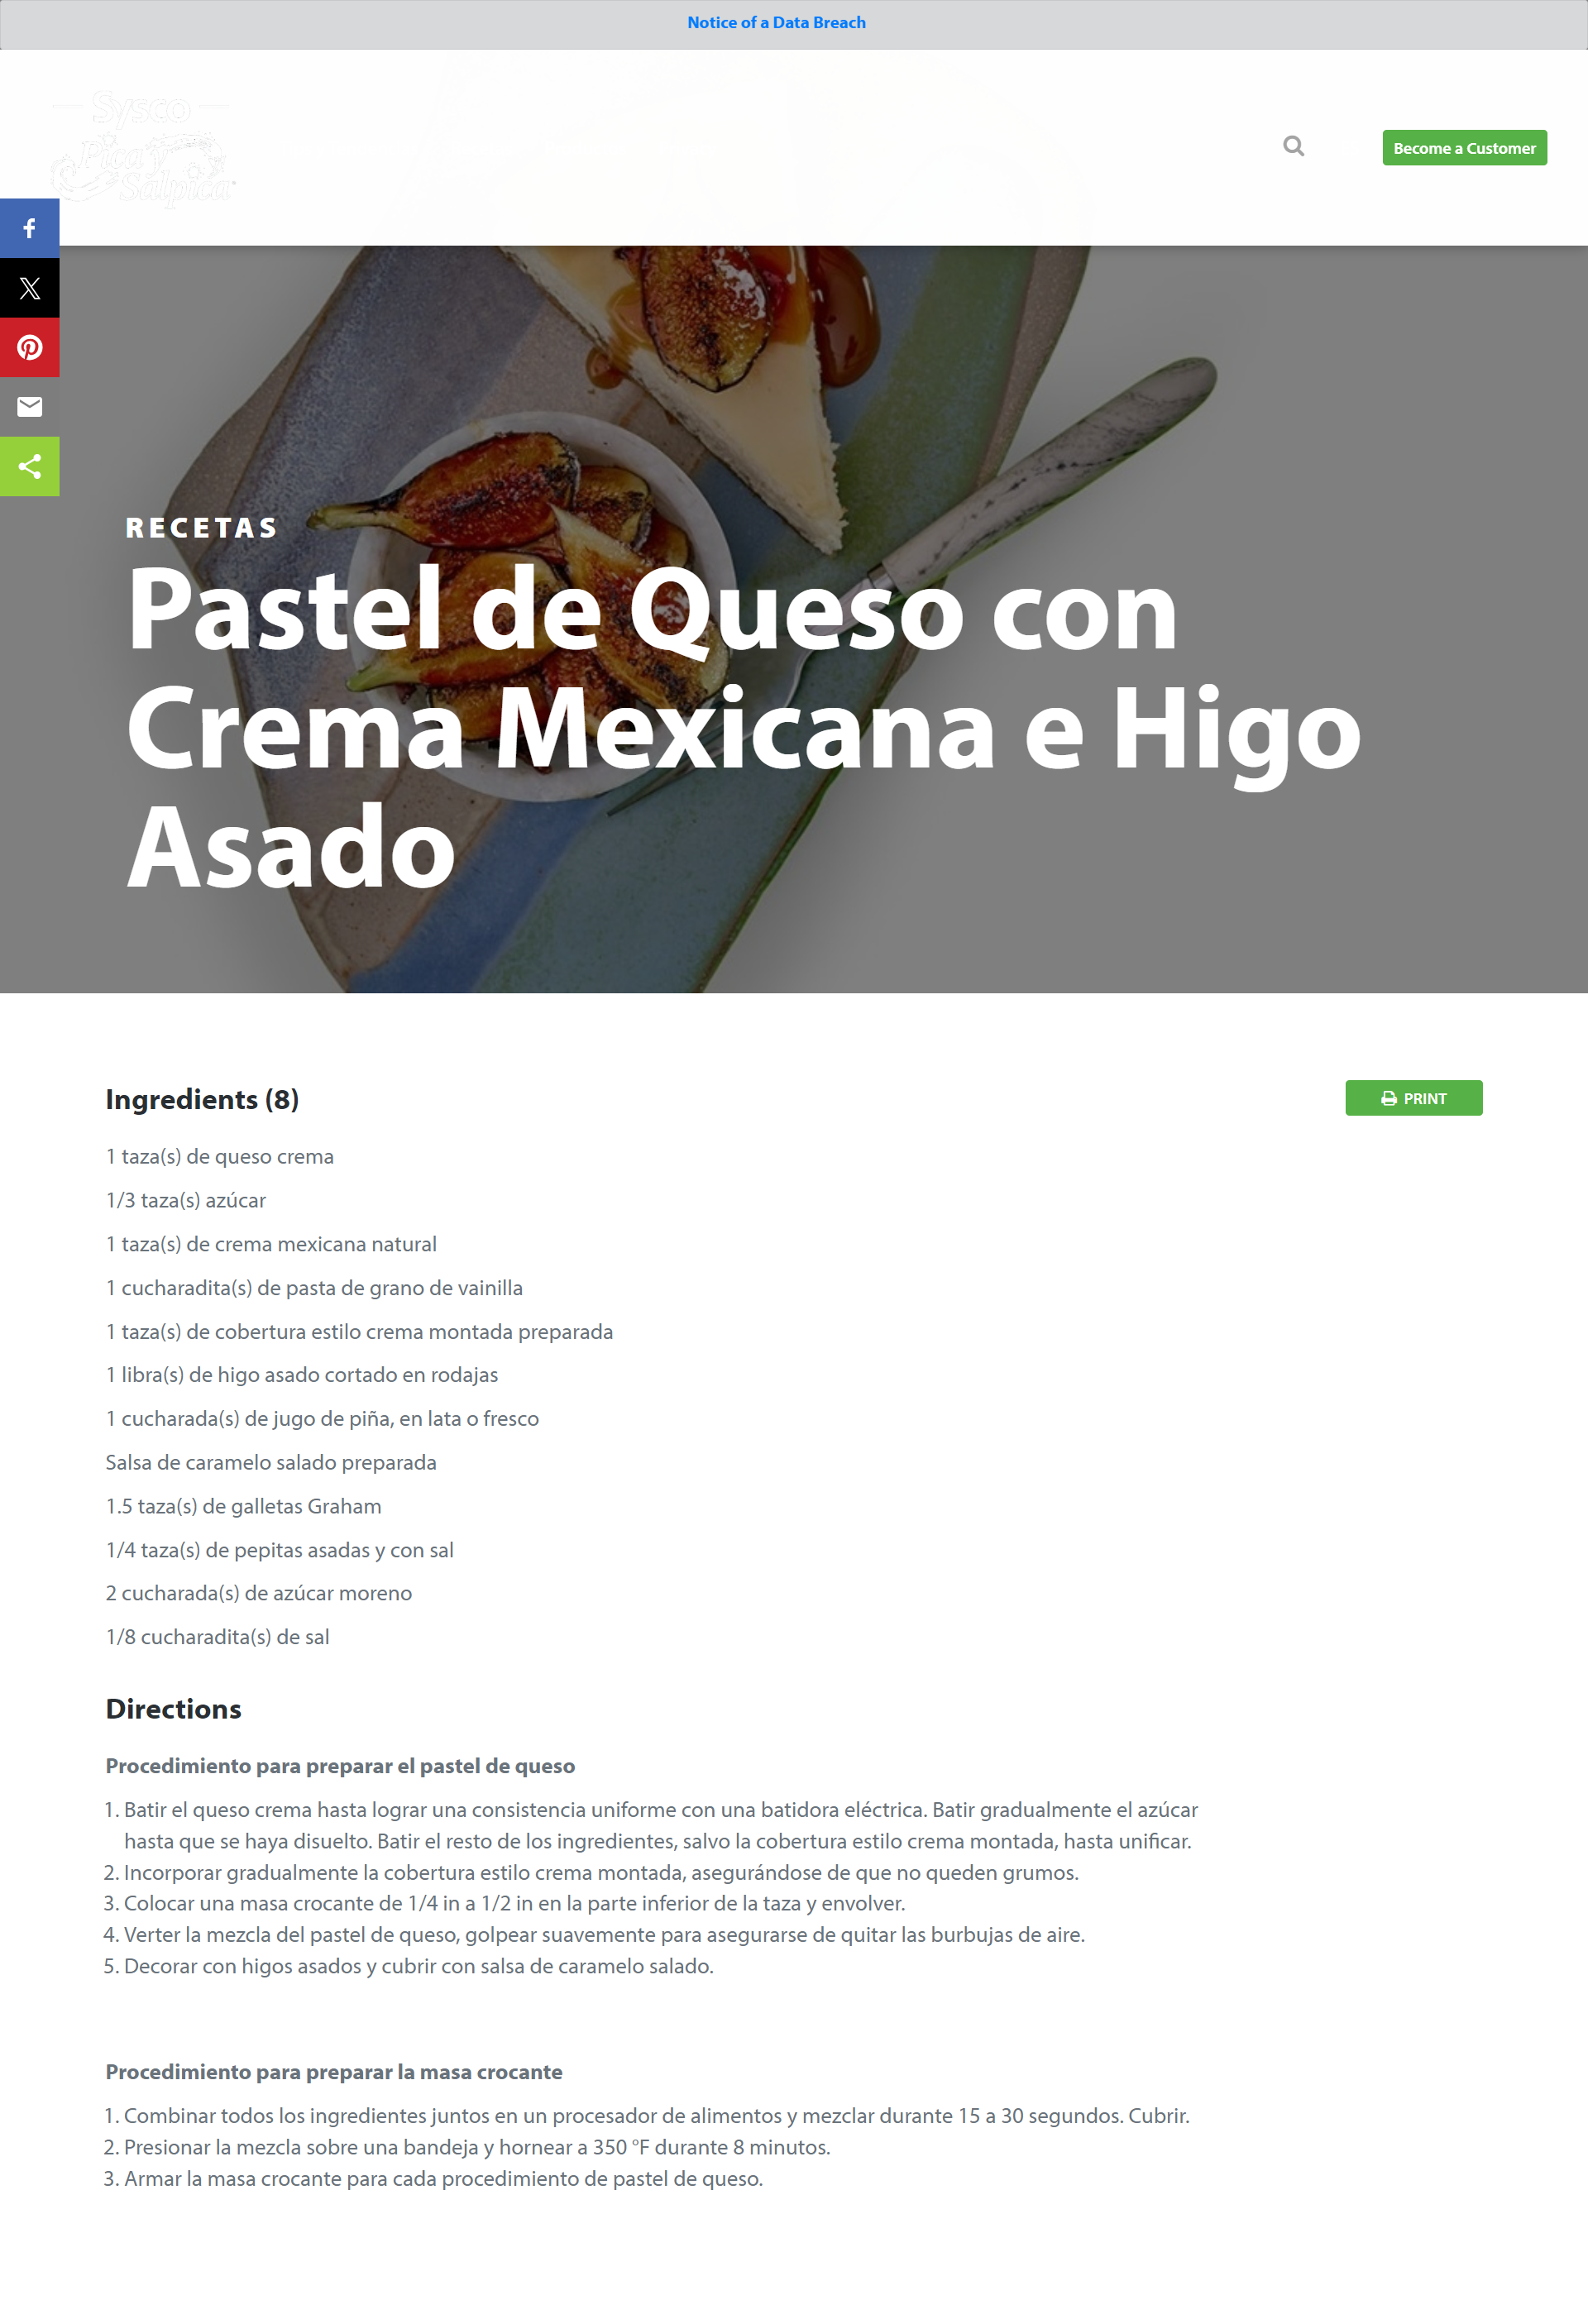 Notice of a Data Breach
Sysco
Pica y
Salpica
Become a Customer
RECETAS
Pastel de Queso con
Crema Mexicana e Higo
Asado
Ingredients (8)
PRINT
1 taza(s) de queso crema
1/3 taza(s) azúcar
1 taza(s) de crema mexicana natural
1 cucharadita(s) de pasta de grano de vainilla
1 taza(s) de cobertura estilo crema montada preparada
1 libra(s) de higo asado cortado en rodajas
1 cucharada(s) de jugo de piña, en lata o fresco
Salsa de caramelo salado preparada
1.5 taza(s) de galletas Graham
1/4 taza(s) de pepitas asadas y con sal
2 cucharada(s) de azúcar moreno
1/8 cucharadita(s) de sal
Directions
Procedimiento para preparar el pastel de queso
1. Batir el queso crema hasta lograr una consistencia uniforme con una batidora eléctrica. Batir gradualmente el azúcar
hasta que se haya disuelto. Batir el resto de los ingredientes, salvo la cobertura estilo crema montada, hasta unificar.
2. Incorporar gradualmente la cobertura estilo crema montada, asegurándose de que no queden grumos.
3. Colocar una masa crocante de 1/4 in a 1/2 in en la parte inferior de la taza y envolver.
4. Verter la mezcla del pastel de queso, golpear suavemente para asegurarse de quitar las burbujas de aire.
5. Decorar con higos asados y cubrir con salsa de caramelo salado.
Procedimiento para preparar la masa crocante
1. Combinar todos los ingredientes juntos en un procesador de alimentos y mezclar durante 15 a 30 segundos. Cubrir.
2. Presionar la mezcla sobre una bandeja y hornear a 350 °F durante 8 minutos.
3. Armar la masa crocante para cada procedimiento de pastel de queso.